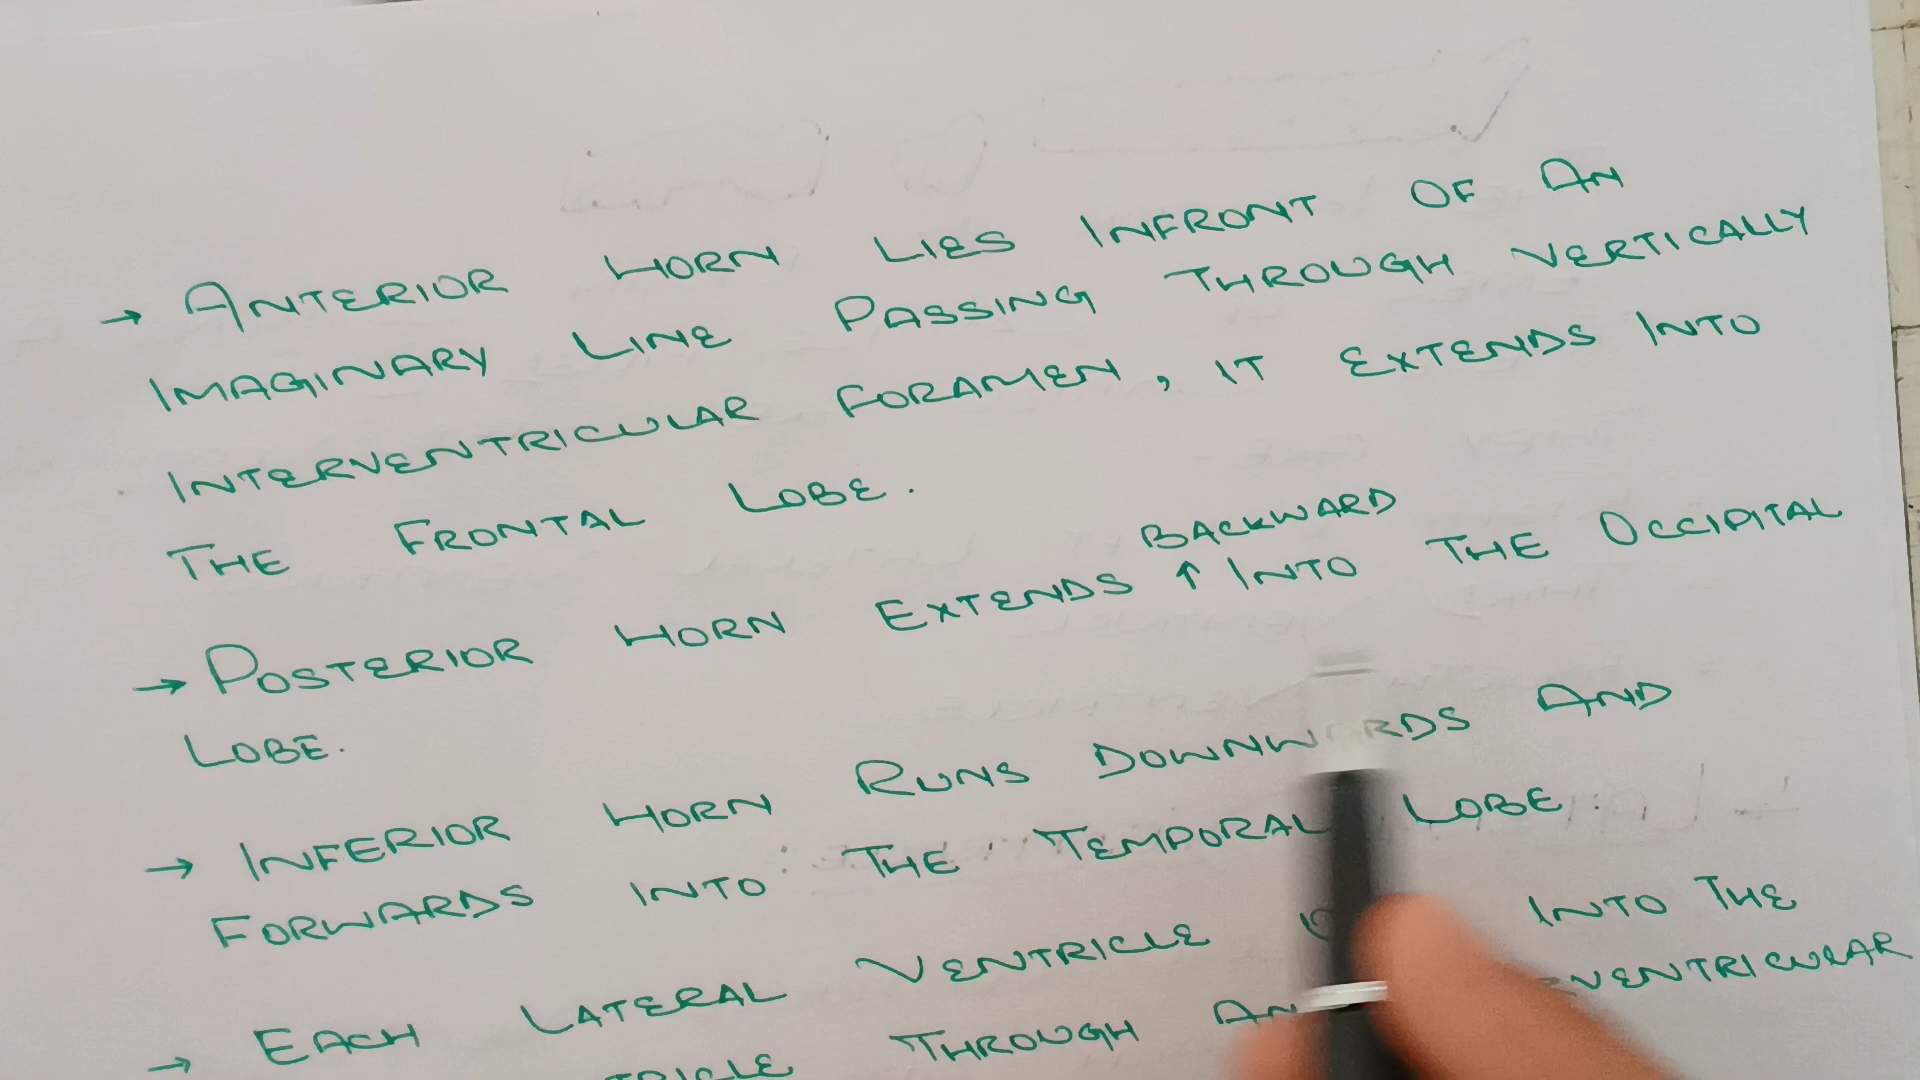 → ANTERIOR HORN LIES INFRONT OF AN
IMAGINARY LINE PASSING THROUGH VERTICALLY
INTERVENTRICULAR FORAMEN, IT EXTENDS INTO
THE FRONTAL LOBE.
BACKWARD
→ POSTERIOR HORN EXTENDS ↑ INTO THE OCCIPITAL
LOBE.
→ INFERIOR HORN RUNS DOWNWARDS AND
FORWARDS INTO THE TEMPORAL LOBE.
→ EACH LATERAL VENTRICLE INTO THE
THROUGH